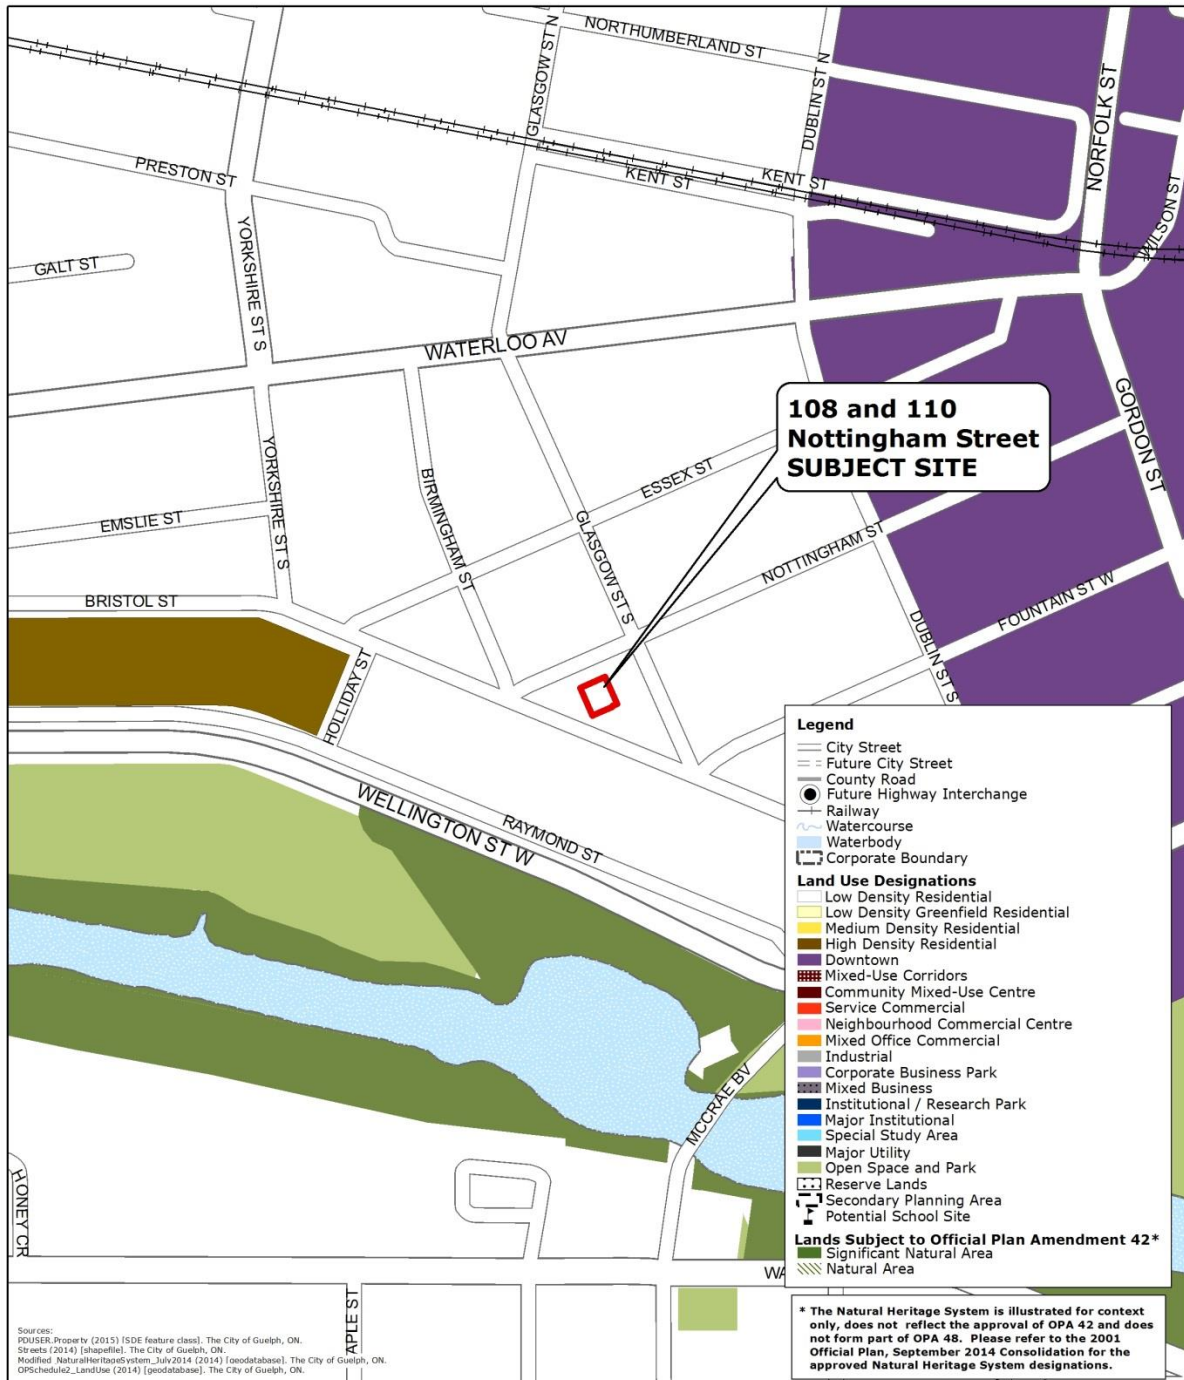 NORTHUMBERLAND ST
GLASGOW ST N
DUBLIN ST N
NORFOLK ST
PRESTON ST
KENT ST
KENT ST
WILSON ST
YORKSHIRE ST S
GALT ST
WATERLOO AV
GORDON ST
108 and 110
Nottingham Street
SUBJECT SITE
YORKSHIRE ST S
BIRMINGHAM ST
ESSEX ST
GLASGOW ST S
EMSLIE ST
NOTTINGHAM ST
BRISTOL ST
FOUNTAIN ST W
DUBLIN ST S
HOLLIDAY ST
WELLINGTON ST W
RAYMOND ST
MCCRAE BV
HONEY CR
WA
APLE ST
Legend
City Street
Future City Street
County Road
Future Highway Interchange
Railway
Watercourse
Waterbody
Corporate Boundary
Land Use Designations
Low Density Residential
Low Density Greenfield Residential
Medium Density Residential
High Density Residential
Downtown
Mixed-Use Corridors
Community Mixed-Use Centre
Service Commercial
Neighbourhood Commercial Centre
Mixed Office Commercial
Industrial
Corporate Business Park
Mixed Business
Institutional / Research Park
Major Institutional
Special Study Area
Major Utility
Open Space and Park
Reserve Lands
Secondary Planning Area
Potential School Site
Lands Subject to Official Plan Amendment 42*
Significant Natural Area
Natural Area
* The Natural Heritage System is illustrated for context
only, does not reflect the approval of OPA 42 and does
not form part of OPA 48. Please refer to the 2001
Official Plan, September 2014 Consolidation for the
approved Natural Heritage System designations.
Sources:
PDUSER.Property (2015) [SDE feature class]. The City of Guelph, ON.
Streets (2014) [shapefile]. The City of Guelph, ON.
Modified_NaturalHeritageSystem_July2014 (2014) [geodatabase]. The City of Guelph, ON.
OPSchedule2_LandUse (2014) [geodatabase]. The City of Guelph, ON.